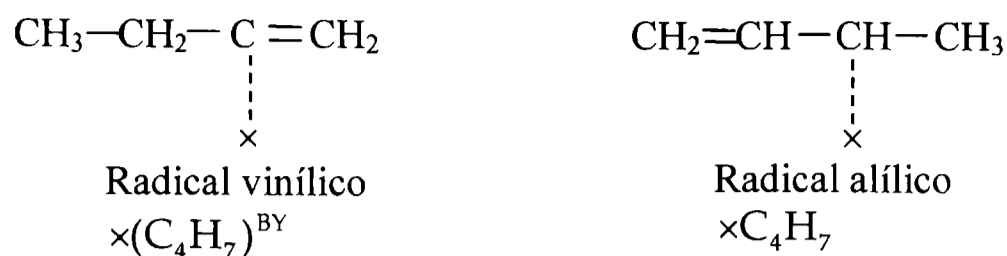 CH₃—CH₂—C=CH₂
×
Radical vinílico
×(C₄H₇)ᴮʸ
CH₂=CH—CH—CH₃
×
Radical alílico
×C₄H₇